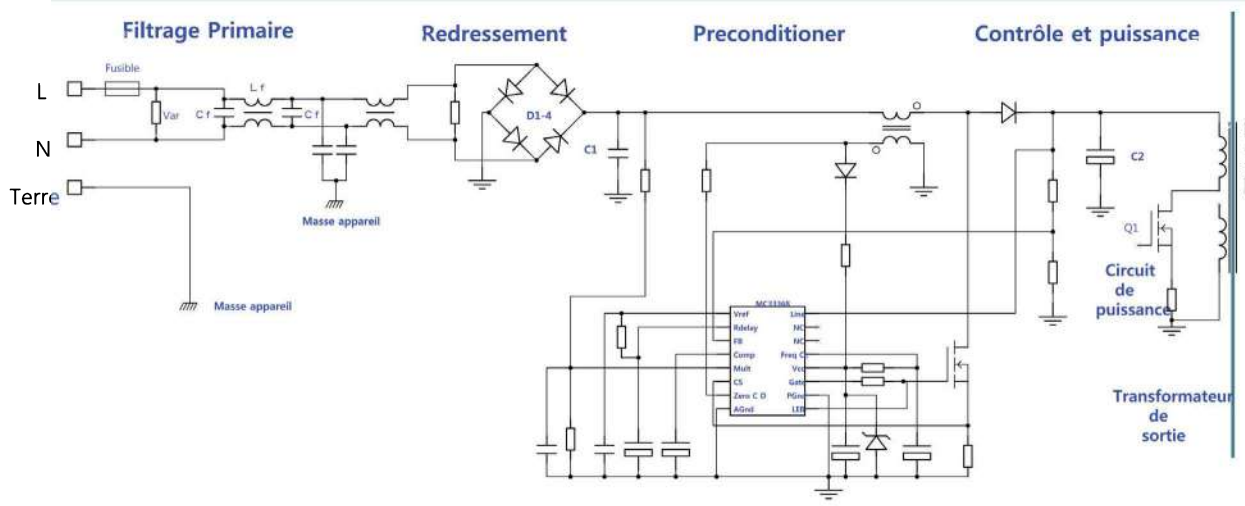 Filtrage Primaire
Redressement
Preconditioner
Contrôle et puissance
Fusible
L
L f
Var
C f
C f
D1-4
N
C1
C2
Terre
Masse appareil
Q1
Circuit
de
puissance
Masse appareil
MC33368
Vref
Line
Rdelay
NC
FB
NC
Comp
Freq C
Mult
Vcc
CS
Gate
Zero C D
PGnd
AGnd
LEB
Transformateur
de
sortie